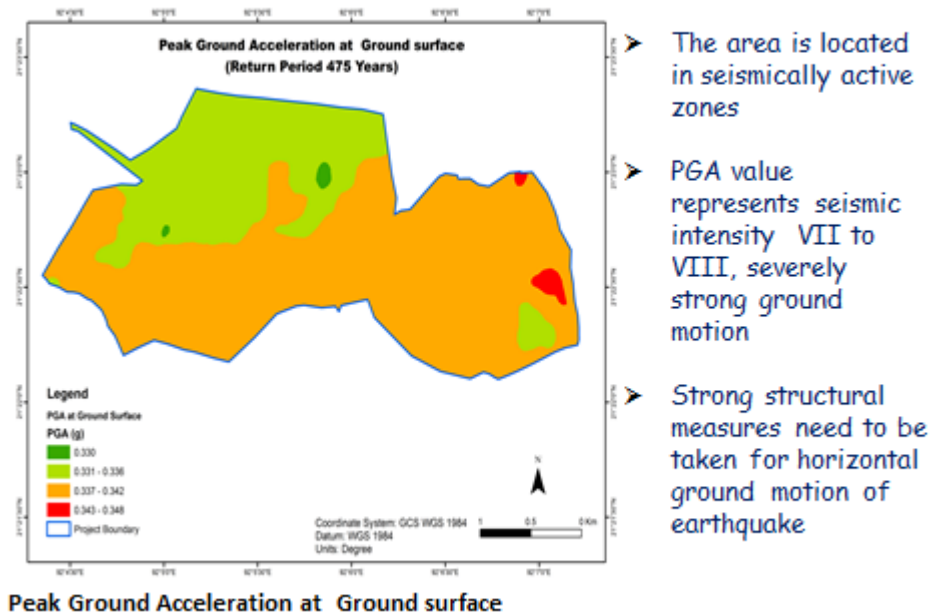 Peak Ground Acceleration at Ground surface
(Return Period 475 Years)
Legend
PGA at Ground Surface
PGA (g)
0.330
0.331 - 0.336
0.337 - 0.342
0.343 - 0.348
Project Boundary
N
Coordinate System: GCS WGS 1984
Datum: WGS 1984
Units: Degree
1 0.5 0 Km
➤ The area is located
in seismically active
zones
➤ PGA value
represents seismic
intensity VII to
VIII, severely
strong ground
motion
➤ Strong structural
measures need to be
taken for horizontal
ground motion of
earthquake
Peak Ground Acceleration at Ground surface